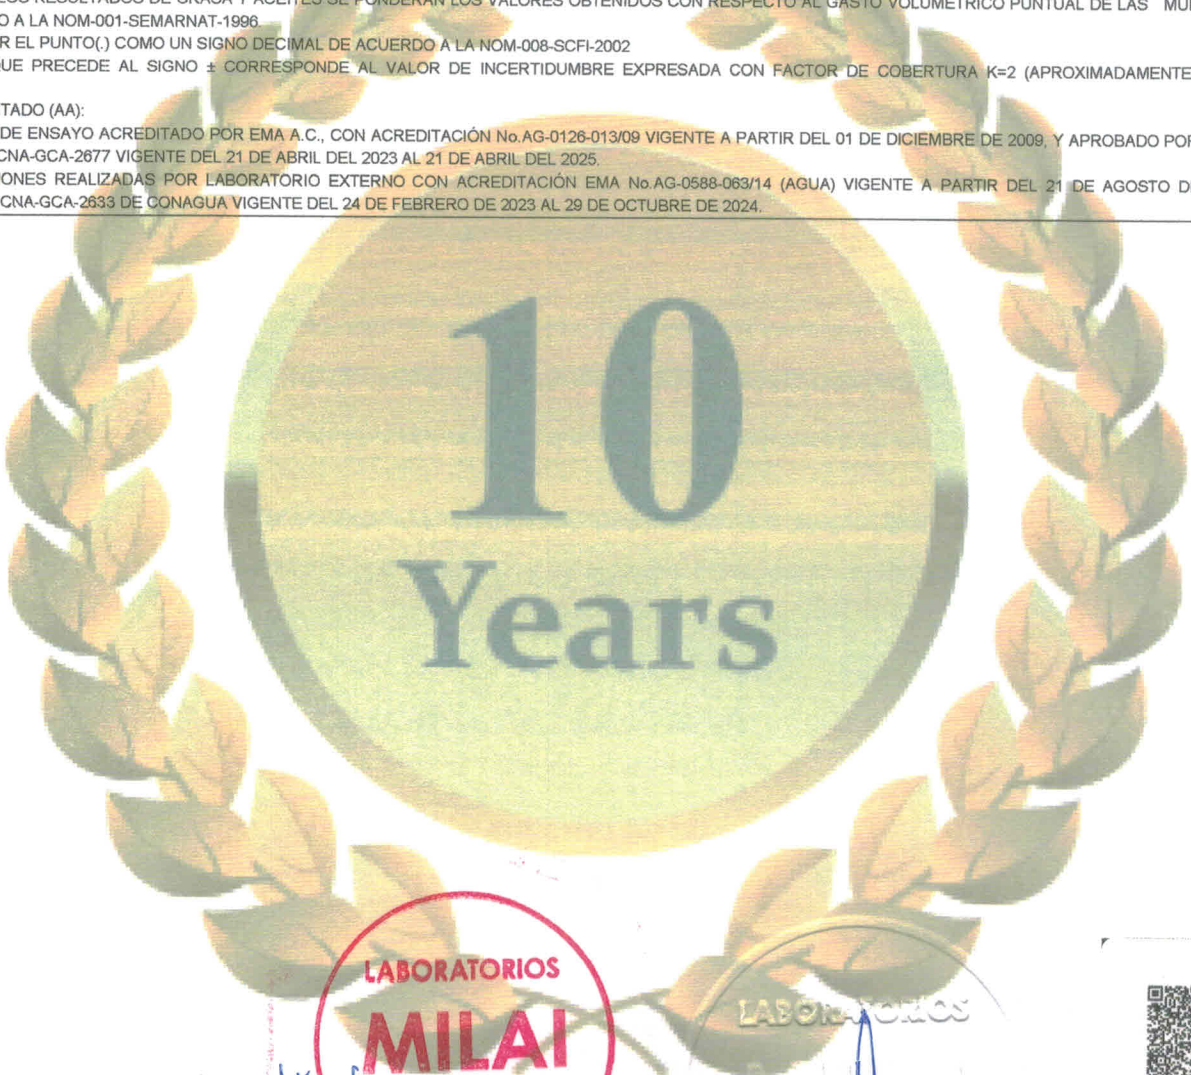 RESULTADOS DE GRASA Y ACEITES SE PONDERAN LOS VALORES OBTENIDOS CON RESPECTO AL GASTO VOLUMÉTRICO PUNTUAL DE LAS
O A LA NOM-001-SEMARNAT-1996.
R EL PUNTO(.) COMO UN SIGNO DECIMAL DE ACUERDO A LA NOM-008-SCFI-2002
UE PRECEDE AL SIGNO ± CORRESPONDE AL VALOR DE INCERTIDUMBRE EXPRESADA CON FACTOR DE COBERTURA K=2 (APROXIMADAMENTE
TADO (AA):
DE ENSAYO ACREDITADO POR EMA A.C., CON ACREDITACIÓN No.AG-0126-013/09 VIGENTE A PARTIR DEL 01 DE DICIEMBRE DE 2009, Y APROBADO POR
CNA-GCA-2677 VIGENTE DEL 21 DE ABRIL DEL 2023 AL 21 DE ABRIL DEL 2025.
ONES REALIZADAS POR LABORATORIO EXTERNO CON ACREDITACIÓN EMA No.AG-0588-063/14 (AGUA) VIGENTE A PARTIR DEL 21 DE AGOSTO D
CNA-GCA-2633 DE CONAGUA VIGENTE DEL 24 DE FEBRERO DE 2023 AL 29 DE OCTUBRE DE 2024.
10
Years
LABORATORIOS
MILAI
LABORATORIOS